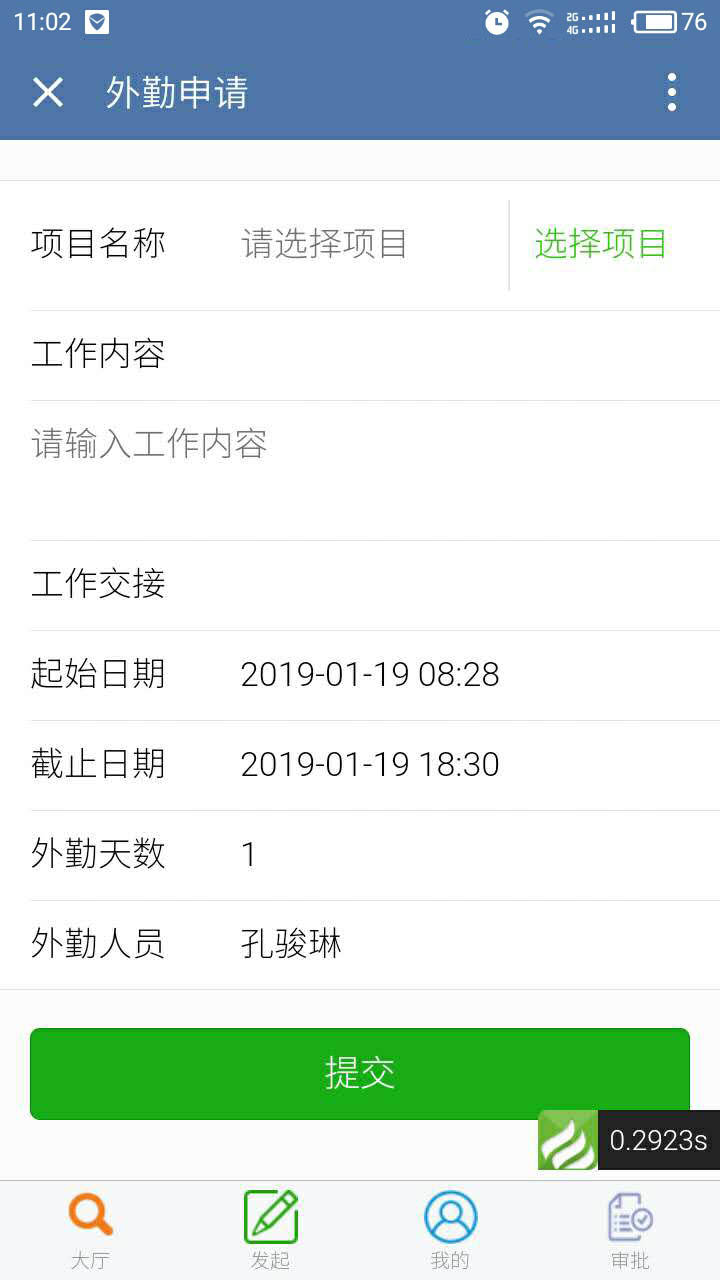 11:02 2G 4G 76
外勤申请
项目名称 请选择项目 选择项目
工作内容
请输入工作内容
工作交接
起始日期 2019-01-19 08:28
截止日期 2019-01-19 18:30
外勤天数 1
外勤人员 孔骏琳
提交
0.2923s
大厅 发起 我的 审批